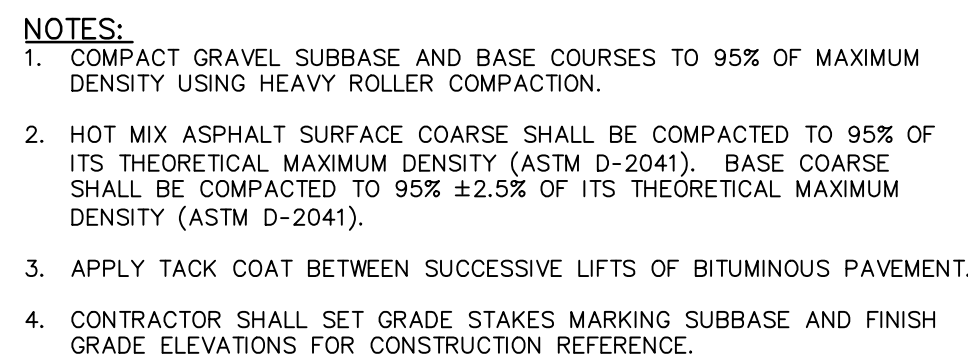 NOTES:
1. COMPACT GRAVEL SUBBASE AND BASE COURSES TO 95% OF MAXIMUM
DENSITY USING HEAVY ROLLER COMPACTION.
2. HOT MIX ASPHALT SURFACE COARSE SHALL BE COMPACTED TO 95% OF
ITS THEORETICAL MAXIMUM DENSITY (ASTM D-2041). BASE COARSE
SHALL BE COMPACTED TO 95% ±2.5% OF ITS THEORETICAL MAXIMUM
DENSITY (ASTM D-2041).
3. APPLY TACK COAT BETWEEN SUCCESSIVE LIFTS OF BITUMINOUS PAVEMENT.
4. CONTRACTOR SHALL SET GRADE STAKES MARKING SUBBASE AND FINISH
GRADE ELEVATIONS FOR CONSTRUCTION REFERENCE.